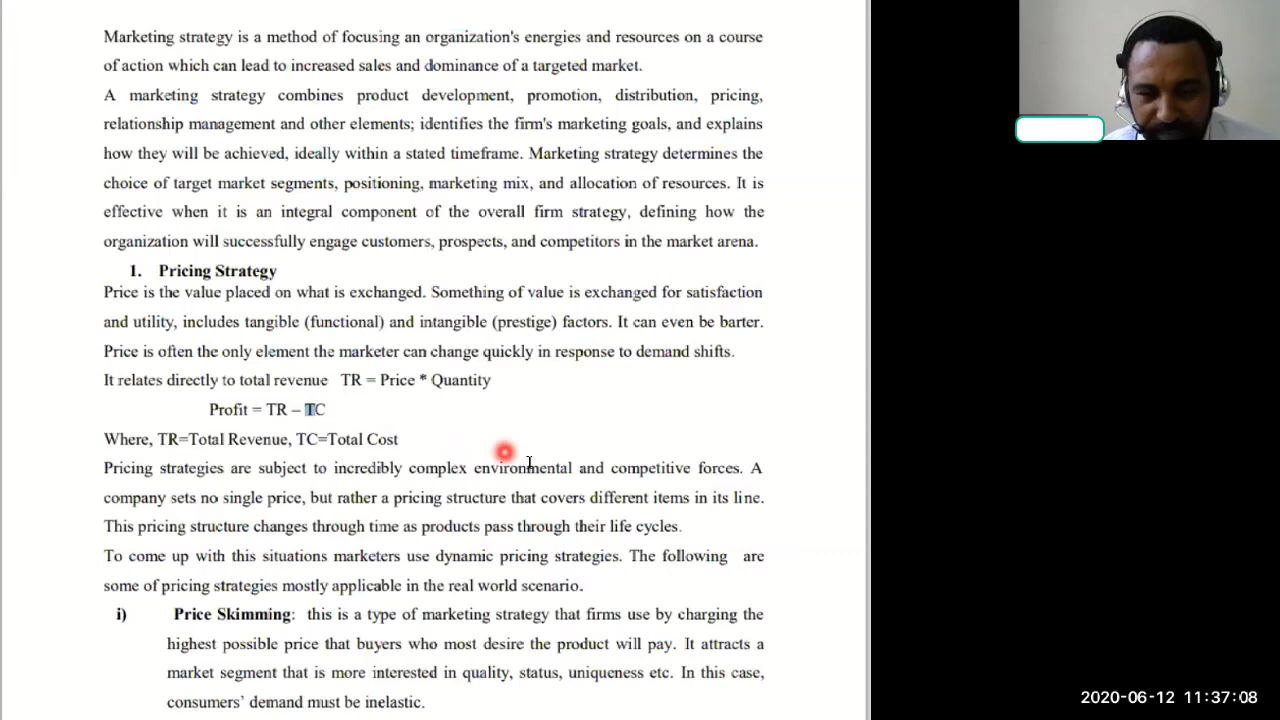 Marketing strategy is a method of focusing an organization's energies and resources on a course
of action which can lead to increased sales and dominance of a targeted market.
A marketing strategy combines product development, promotion, distribution, pricing,
relationship management and other elements; identifies the firm's marketing goals, and explains
how they will be achieved, ideally within a stated timeframe. Marketing strategy determines the
choice of target market segments, positioning, marketing mix, and allocation of resources. It is
effective when it is an integral component of the overall firm strategy, defining how the
organization will successfully engage customers, prospects, and competitors in the market arena.
1. Pricing Strategy
Price is the value placed on what is exchanged. Something of value is exchanged for satisfaction
and utility, includes tangible (functional) and intangible (prestige) factors. It can even be barter.
Price is often the only element the marketer can change quickly in response to demand shifts.
It relates directly to total revenue TR = Price * Quantity
Profit = TR – TC
Where, TR=Total Revenue, TC=Total Cost
Pricing strategies are subject to incredibly complex environmental and competitive forces. A
company sets no single price, but rather a pricing structure that covers different items in its line.
This pricing structure changes through time as products pass through their life cycles.
To come up with this situations marketers use dynamic pricing strategies. The following are
some of pricing strategies mostly applicable in the real world scenario.
i) Price Skimming: this is a type of marketing strategy that firms use by charging the
highest possible price that buyers who most desire the product will pay. It attracts a
market segment that is more interested in quality, status, uniqueness etc. In this case,
consumers' demand must be inelastic.
2020-06-12 11:37:08